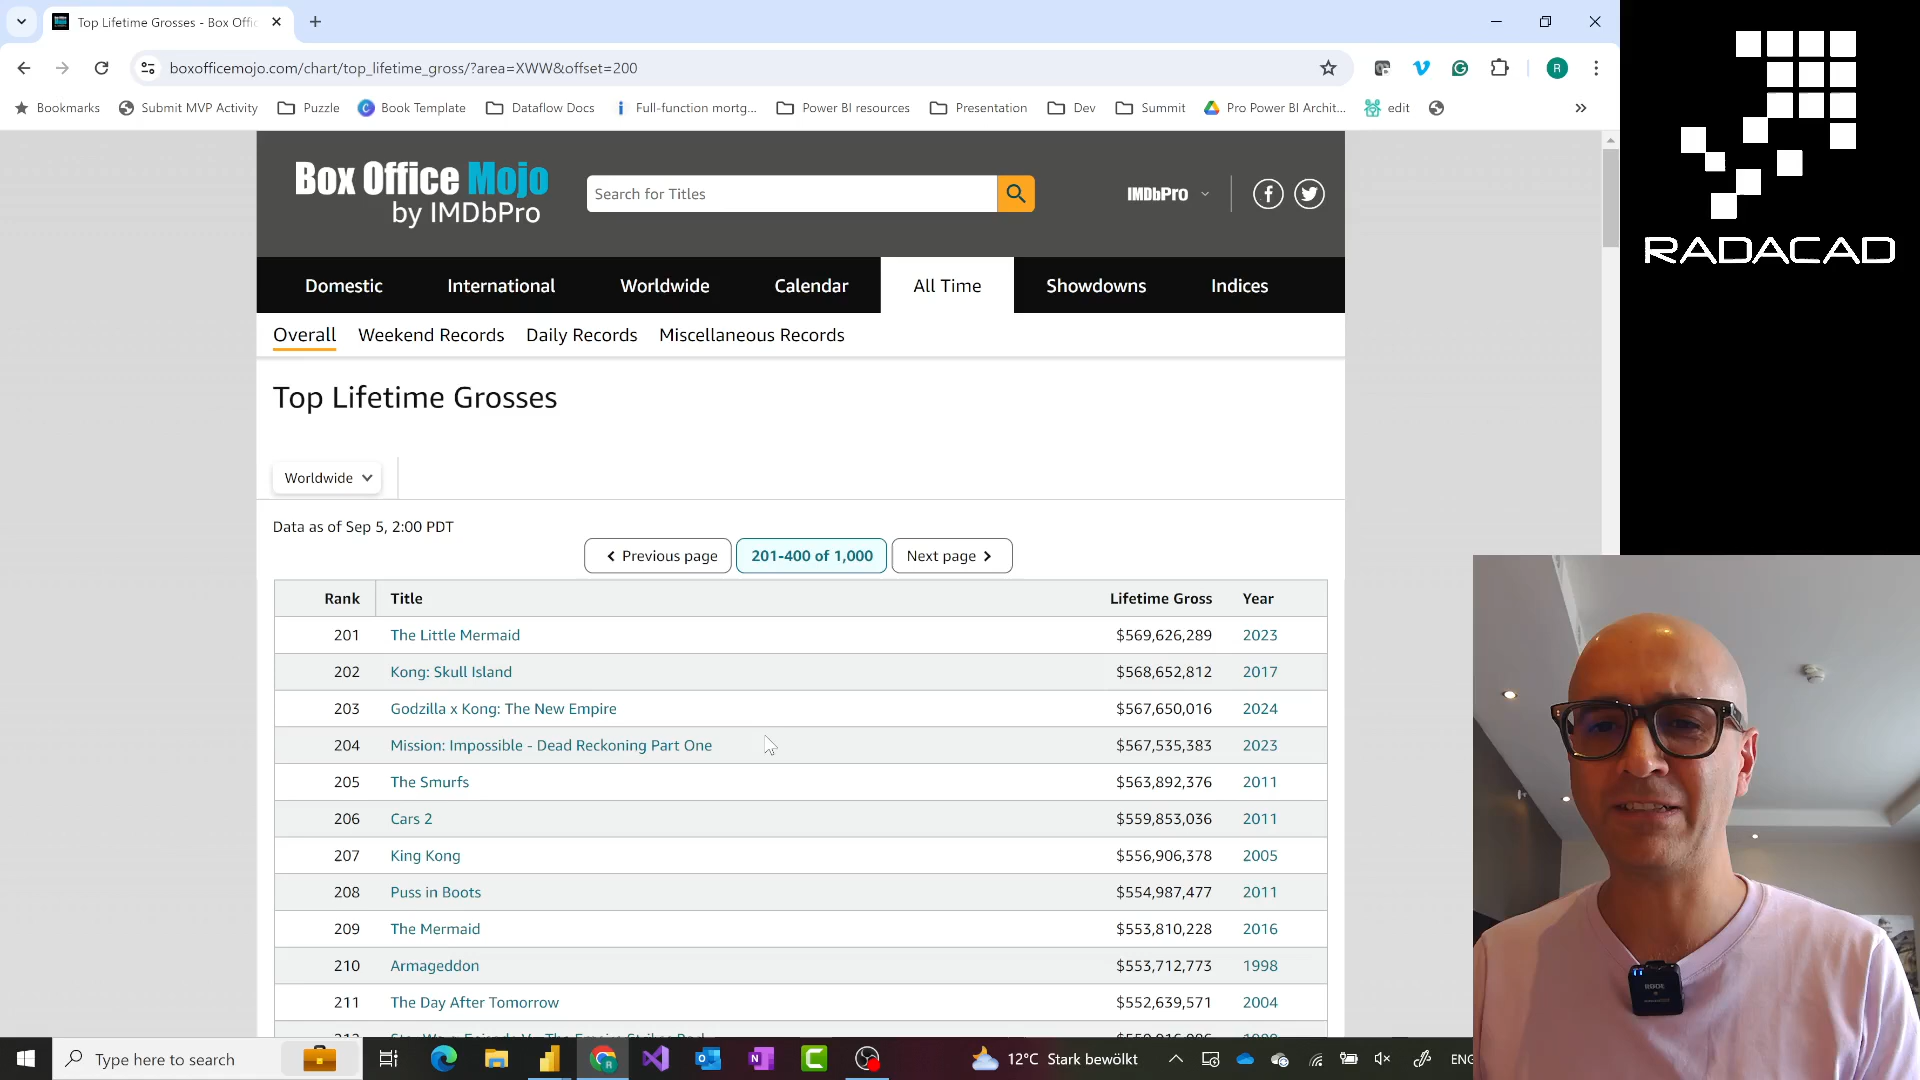 Top Lifetime Grosses - Box Offic
boxofficemojo.com/chart/top_lifetime_gross/?area=XWW&offset=200
R
Bookmarks
Submit MVP Activity
Puzzle
Book Template
Dataflow Docs
Full-function mortg...
Power BI resources
Presentation
Dev
Summit
Pro Power BI Archit...
edit
RADACAD
Box Office Mojo
by IMDbPro
Search for Titles
IMDbPro
Domestic
International
Worldwide
Calendar
All Time
Showdowns
Indices
Overall
Weekend Records
Daily Records
Miscellaneous Records
Top Lifetime Grosses
Worldwide
Data as of Sep 5, 2:00 PDT
Previous page
201-400 of 1,000
Next page
Rank Title Lifetime Gross Year
201 The Little Mermaid $569,626,289 2023
202 Kong: Skull Island $568,652,812 2017
203 Godzilla x Kong: The New Empire $567,650,016 2024
204 Mission: Impossible - Dead Reckoning Part One $567,535,383 2023
205 The Smurfs $563,892,376 2011
206 Cars 2 $559,853,036 2011
207 King Kong $556,906,378 2005
208 Puss in Boots $554,987,477 2011
209 The Mermaid $553,810,228 2016
210 Armageddon $553,712,773 1998
211 The Day After Tomorrow $552,639,571 2004
RODE
Type here to search
12°C Stark bewölkt
ENG